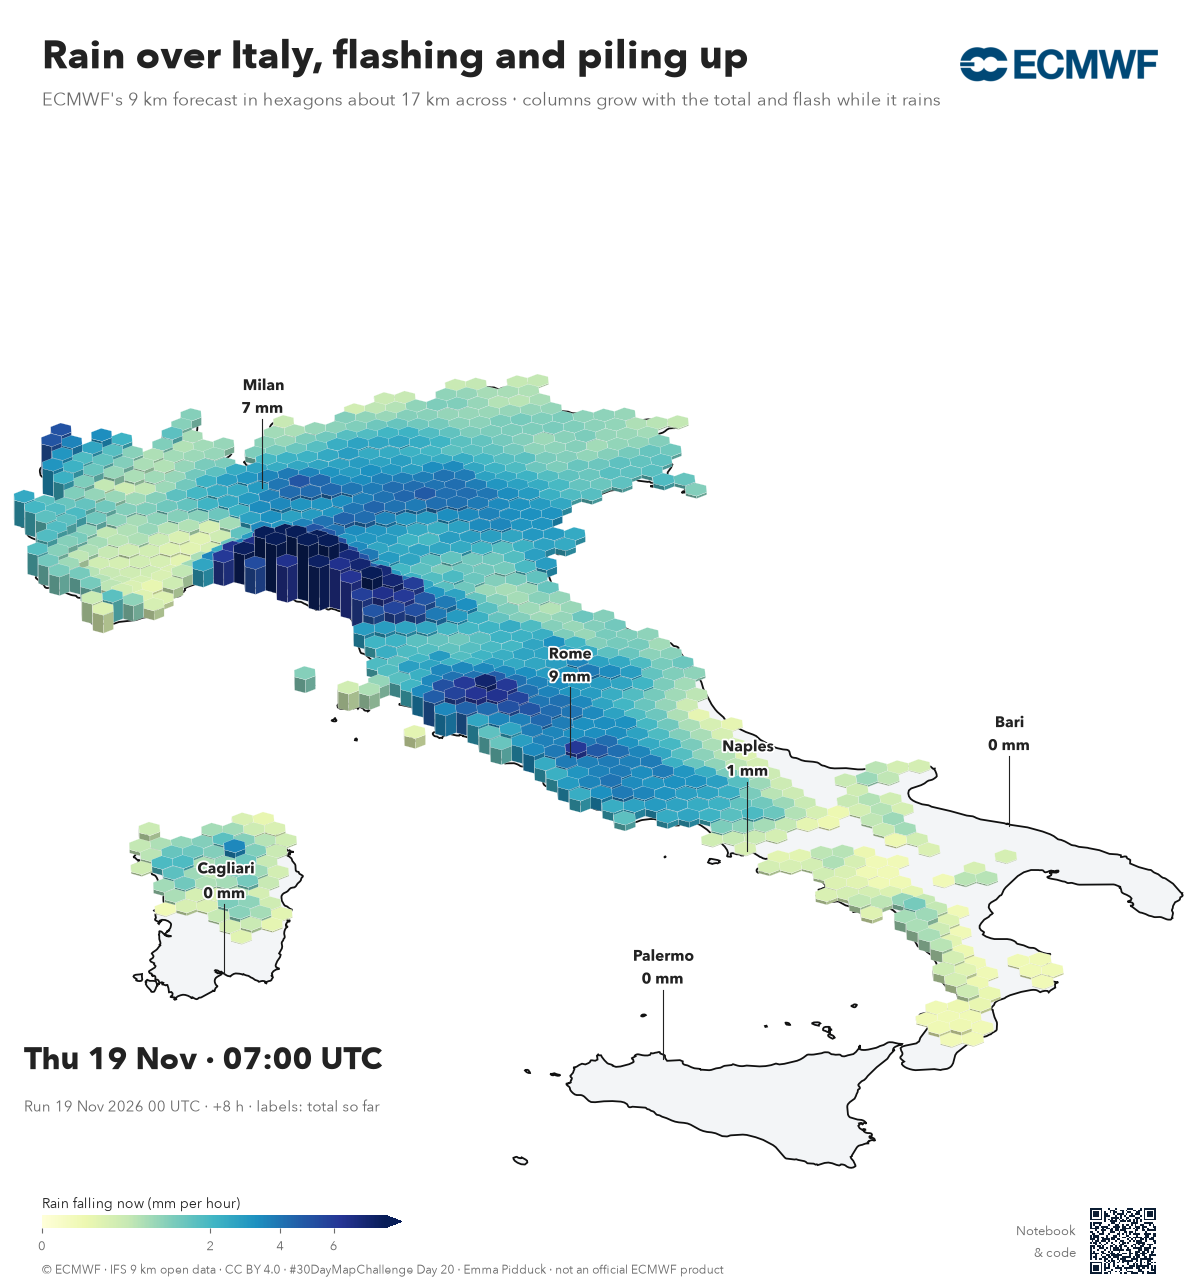 Rain over Italy, flashing and piling up
ECMWF
ECMWF's 9 km forecast in hexagons about 17 km across · columns grow with the total and flash while it rains
Milan
7 mm
Rome
9 mm
Bari
0 mm
Naples
1 mm
Cagliari
0 mm
Palermo
0 mm
Thu 19 Nov · 07:00 UTC
Run 19 Nov 2026 00 UTC · +8 h · labels: total so far
Rain falling now (mm per hour)
0 2 4 6
Notebook
& code
© ECMWF · IFS 9 km open data · CC BY 4.0 · #30DayMapChallenge Day 20 · Emma Pidduck · not an official ECMWF product